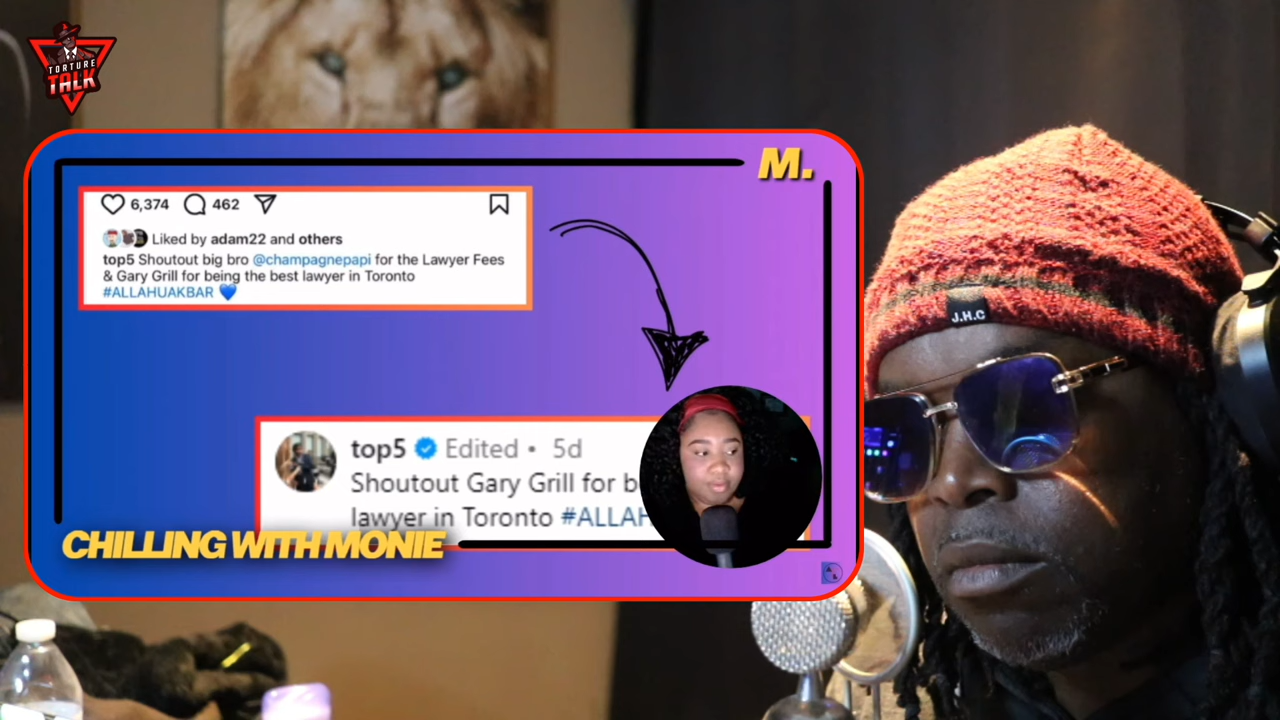 TORTURE
TALK
M.
6,374 462
Liked by adam22 and others
top5 Shoutout big bro @champagnepapi for the Lawyer Fees
& Gary Grill for being the best lawyer in Toronto
#ALLAHUAKBAR 💙
J.H.C
top5 Edited • 5d
Shoutout Gary Grill for
lawyer in Toronto
CHILLING WITH MONIE